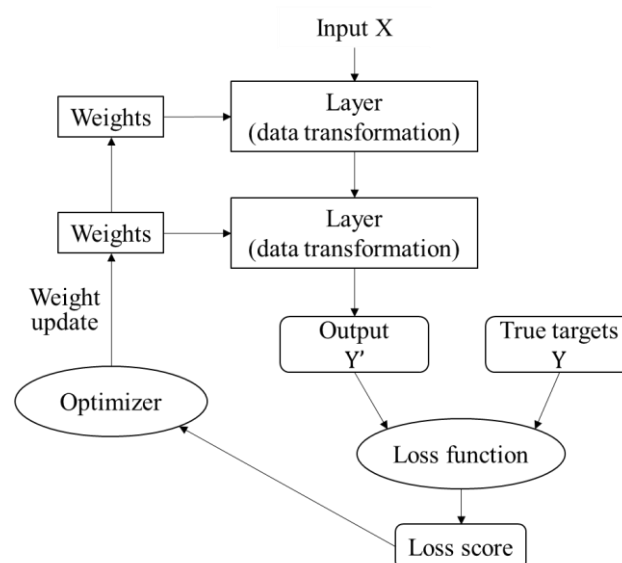 Input X
Layer
(data transformation)
Weights
Layer
(data transformation)
Weights
Weight
update
Output
Y'
True targets
Y
Optimizer
Loss function
Loss score